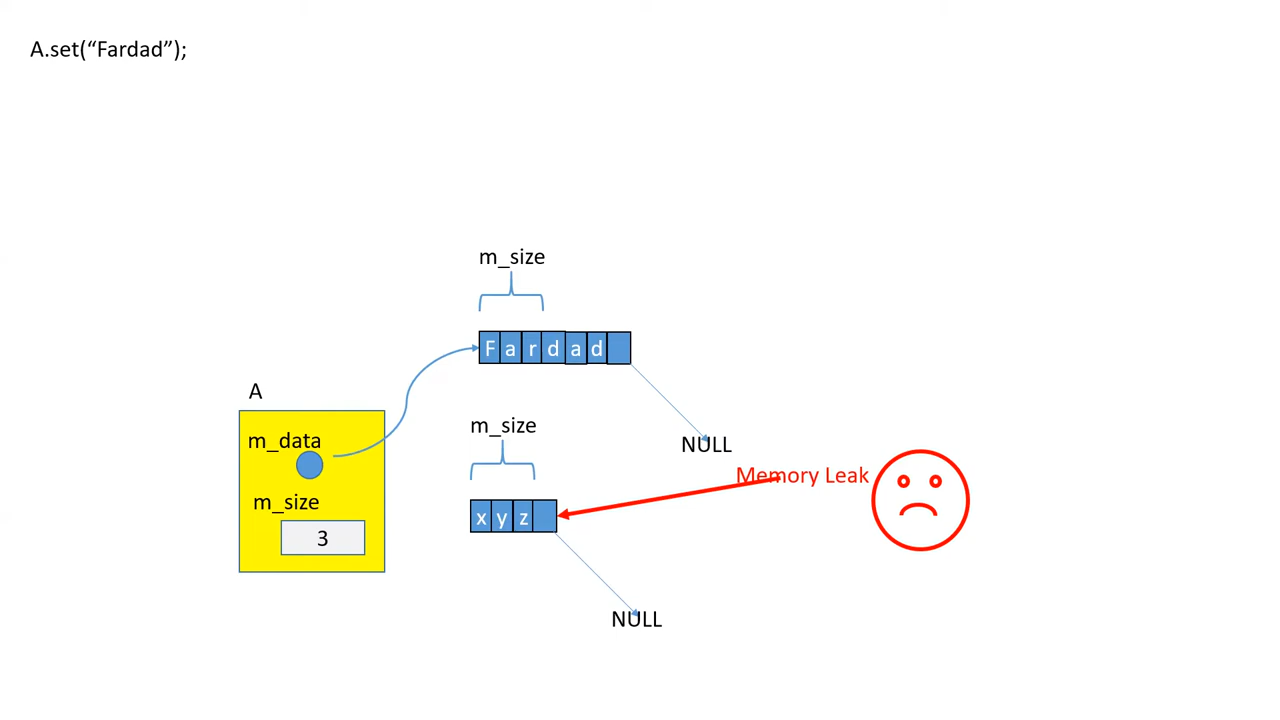 A.set(“Fardad”);
m_size
F a r d a d
A
m_data
m_size
NULL
Memory Leak
m_size
x y z
3
NULL